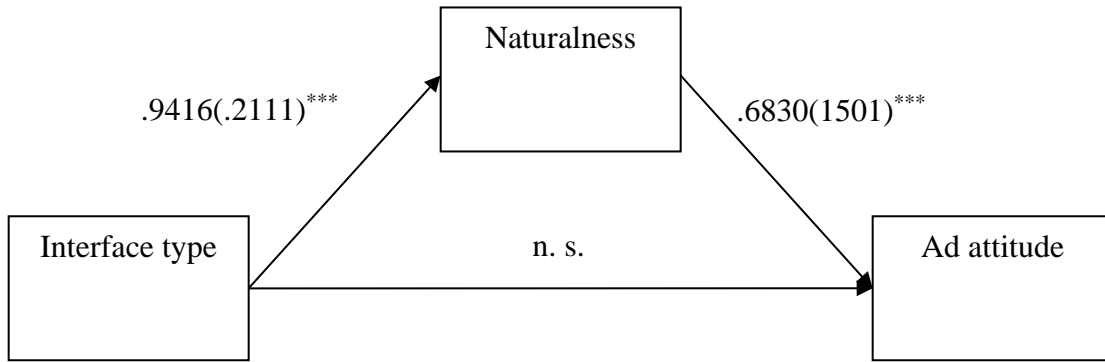 Naturalness
.9416(.2111)***
.6830(1501)***
Interface type
n. s.
Ad attitude